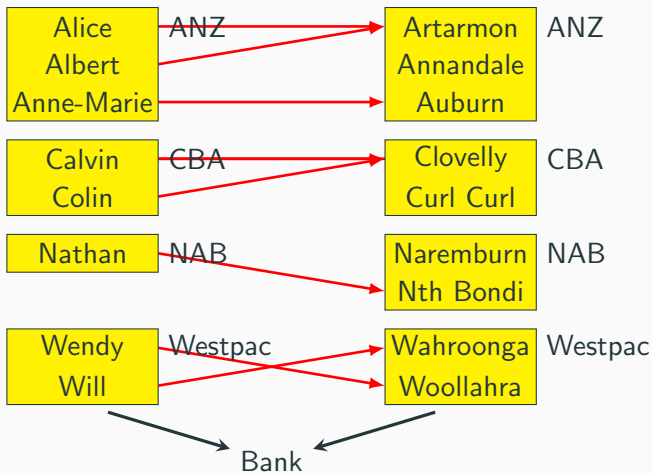 Alice ANZ Artarmon ANZ
Albert Annandale
Anne-Marie Auburn
Calvin CBA Clovelly CBA
Colin Curl Curl
Nathan NAB Naremburn NAB
Nth Bondi
Wendy Westpac Wahroonga Westpac
Will Woollahra
Bank